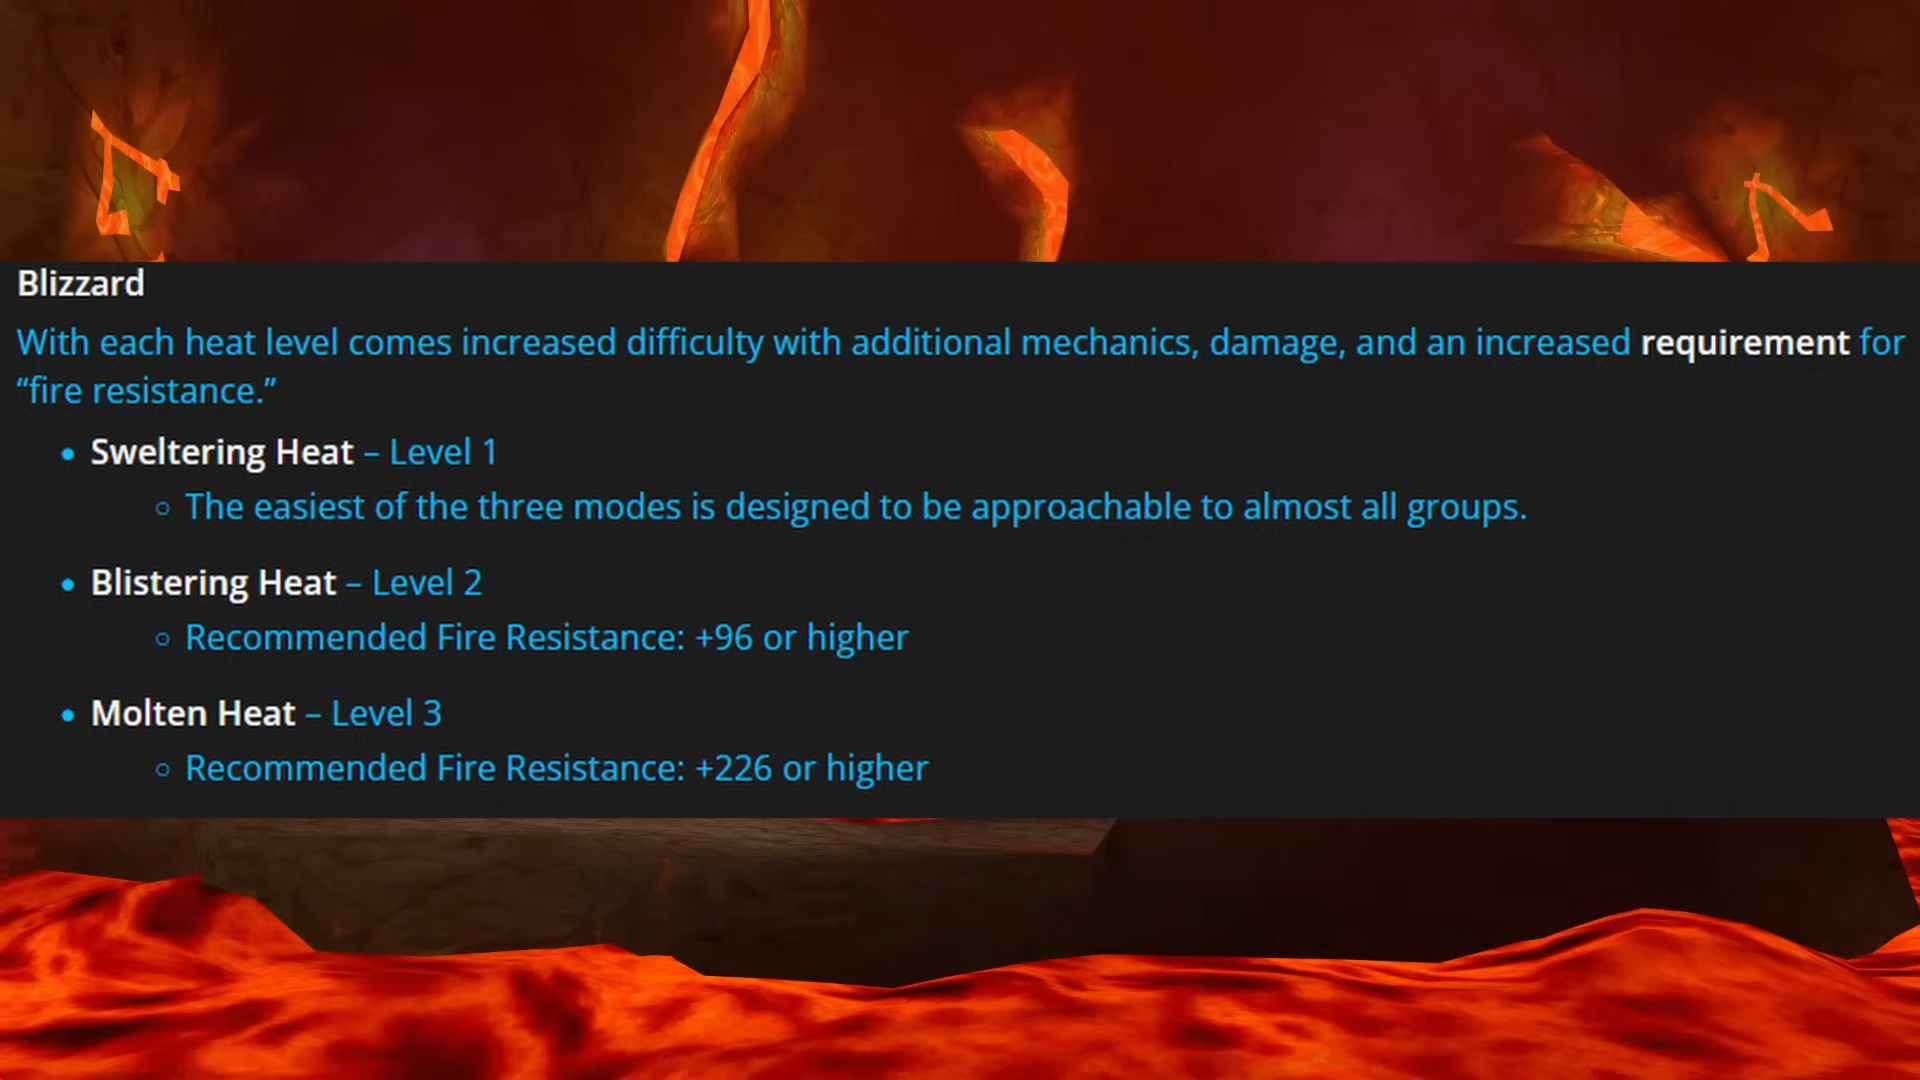 Blizzard
With each heat level comes increased difficulty with additional mechanics, damage, and an increased requirement for
“fire resistance.”
• Sweltering Heat – Level 1
○ The easiest of the three modes is designed to be approachable to almost all groups.
• Blistering Heat – Level 2
○ Recommended Fire Resistance: +96 or higher
• Molten Heat – Level 3
○ Recommended Fire Resistance: +226 or higher